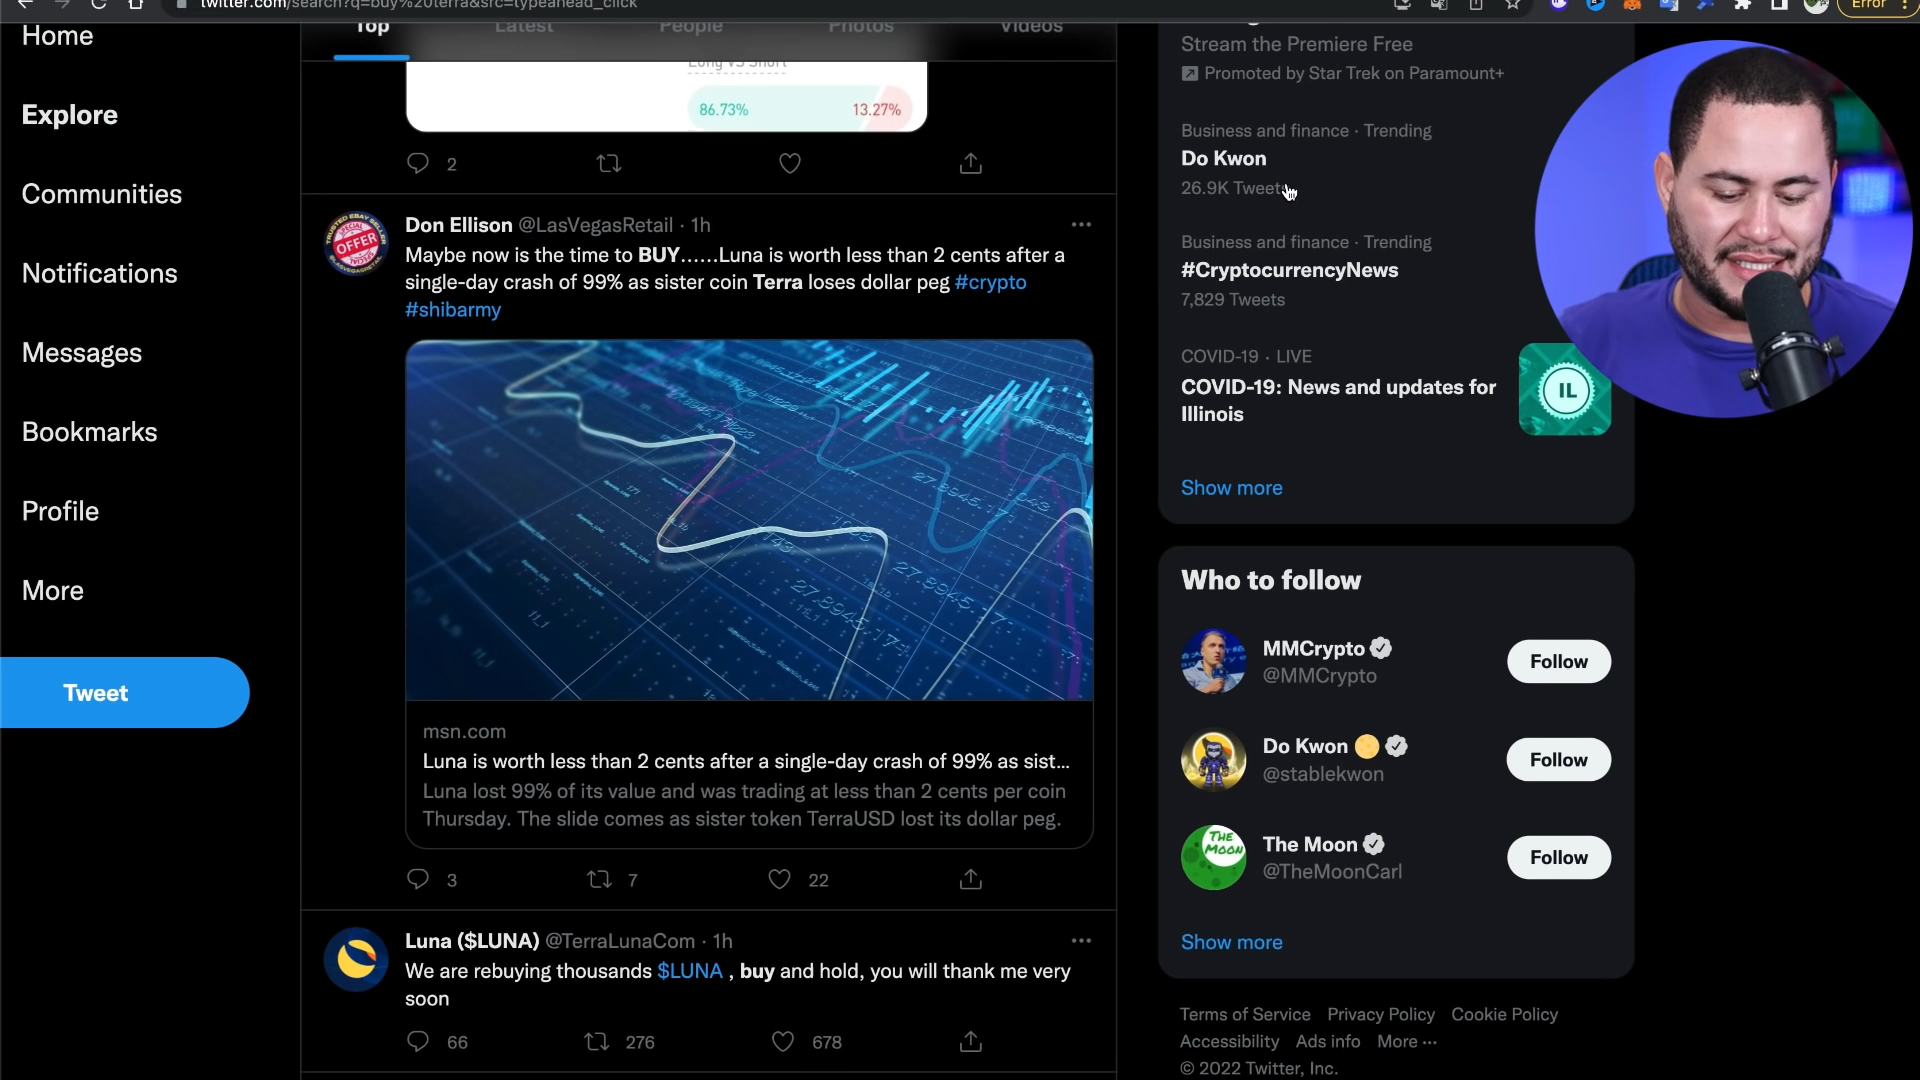 twitter.com/search?q=buy%20terra&src=typeahead_click
Error
Home
Explore
Communities
Notifications
Messages
Bookmarks
Profile
More
Tweet
Top
Latest
People
Photos
Videos
Long VS Short
86.73%
13.27%
2
Don Ellison @LasVegasRetail · 1h
Maybe now is the time to BUY......Luna is worth less than 2 cents after a
single-day crash of 99% as sister coin Terra loses dollar peg #crypto
#shibarmy
SPECIAL
OFFER
msn.com
Luna is worth less than 2 cents after a single-day crash of 99% as sist...
Luna lost 99% of its value and was trading at less than 2 cents per coin
Thursday. The slide comes as sister token TerraUSD lost its dollar peg.
3
7
22
Luna ($LUNA) @TerraLunaCom · 1h
We are rebuying thousands $LUNA , buy and hold, you will thank me very
soon
66
276
678
Stream the Premiere Free
Promoted by Star Trek on Paramount+
Business and finance · Trending
Do Kwon
26.9K Tweets
Business and finance · Trending
#CryptocurrencyNews
7,829 Tweets
COVID-19 · LIVE
COVID-19: News and updates for
Illinois
IL
Show more
Who to follow
MMCrypto
@MMCrypto
Follow
Do Kwon
@stablekwon
Follow
THE
MOON
The Moon
@TheMoonCarl
Follow
Show more
Terms of Service Privacy Policy Cookie Policy
Accessibility Ads info More ···
© 2022 Twitter, Inc.